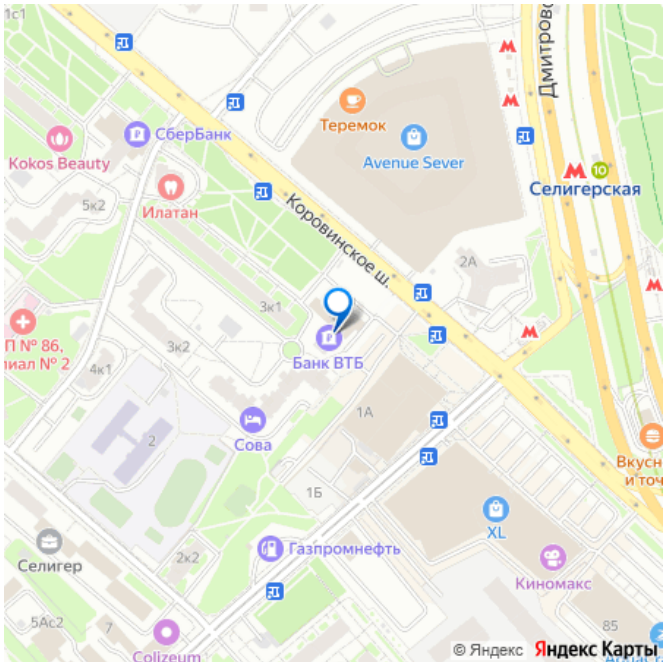 1с1
Дмитровс
Теремок
СберБанк
Avenue Sever
Kokos Beauty
10
Селигерская
Илатан
5к2
Коровинское ш.
2А
3к1
П № 86,
иал № 2
3к2
Банк ВТБ
4к1
1А
2
Сова
Вкусн
и точ
1Б
XL
Селигер
Газпромнефть
2к2
Киномакс
5Ас2
7
85
Colizeum
© Яндекс Яндекс Карты